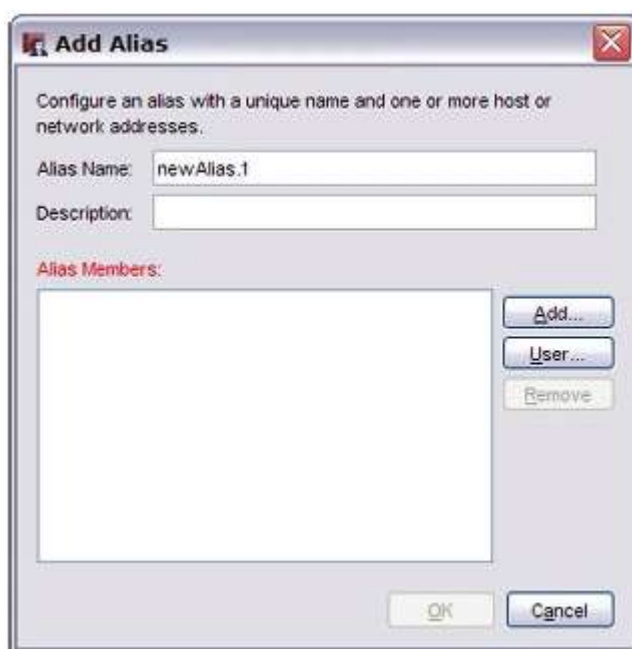 Add Alias
Configure an alias with a unique name and one or more host or
network addresses.
Alias Name: newAlias.1
Description:
Alias Members:
Add...
User...
Remove
OK
Cancel